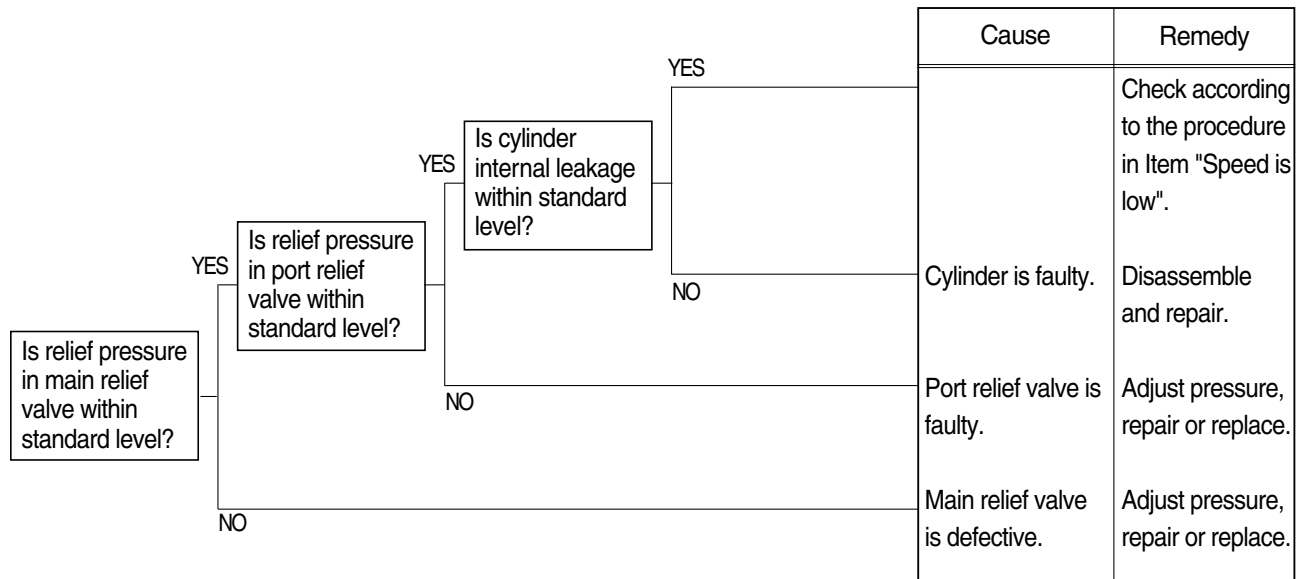 Cause
Remedy
YES
Check according
to the procedure
in Item "Speed is
low".
YES
Is cylinder
internal leakage
within standard
level?
NO
Cylinder is faulty.
Disassemble
and repair.
YES
Is relief pressure
in port relief
valve within
standard level?
NO
Port relief valve is
faulty.
Adjust pressure,
repair or replace.
Is relief pressure
in main relief
valve within
standard level?
NO
Main relief valve
is defective.
Adjust pressure,
repair or replace.